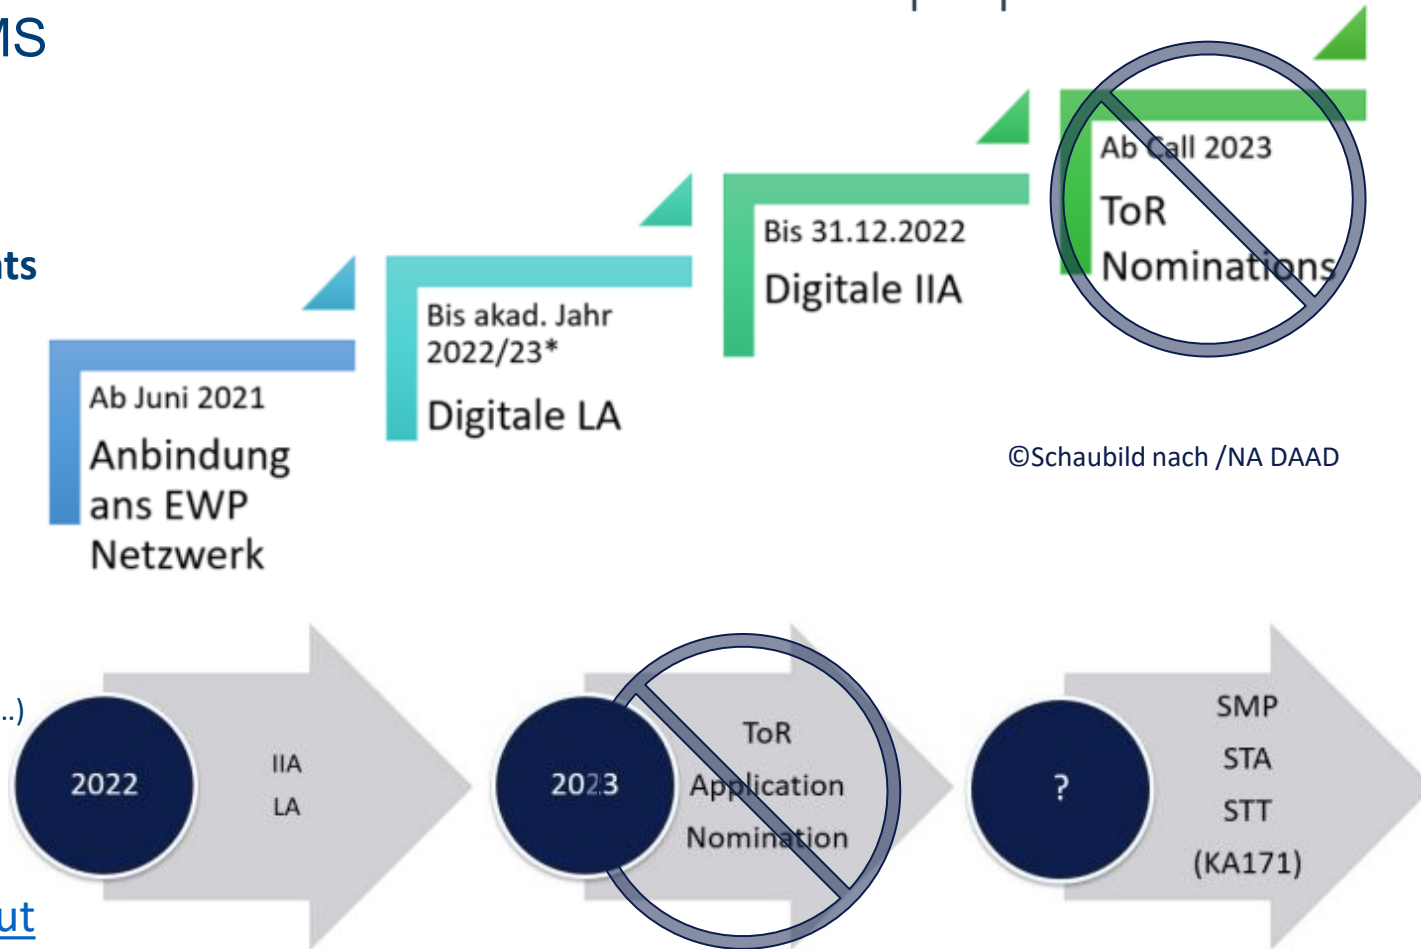 MS
Ab Call 2023
ToR
Nominations
Bis 31.12.2022
Digitale IIA
ts
Bis akad. Jahr
2022/23*
Digitale LA
Ab Juni 2021
Anbindung
ans EWP
Netzwerk
©Schaubild nach /NA DAAD
..)
2022
IIA
LA
2023
ToR
Application
Nomination
?
SMP
STA
STT
(KA171)
ut